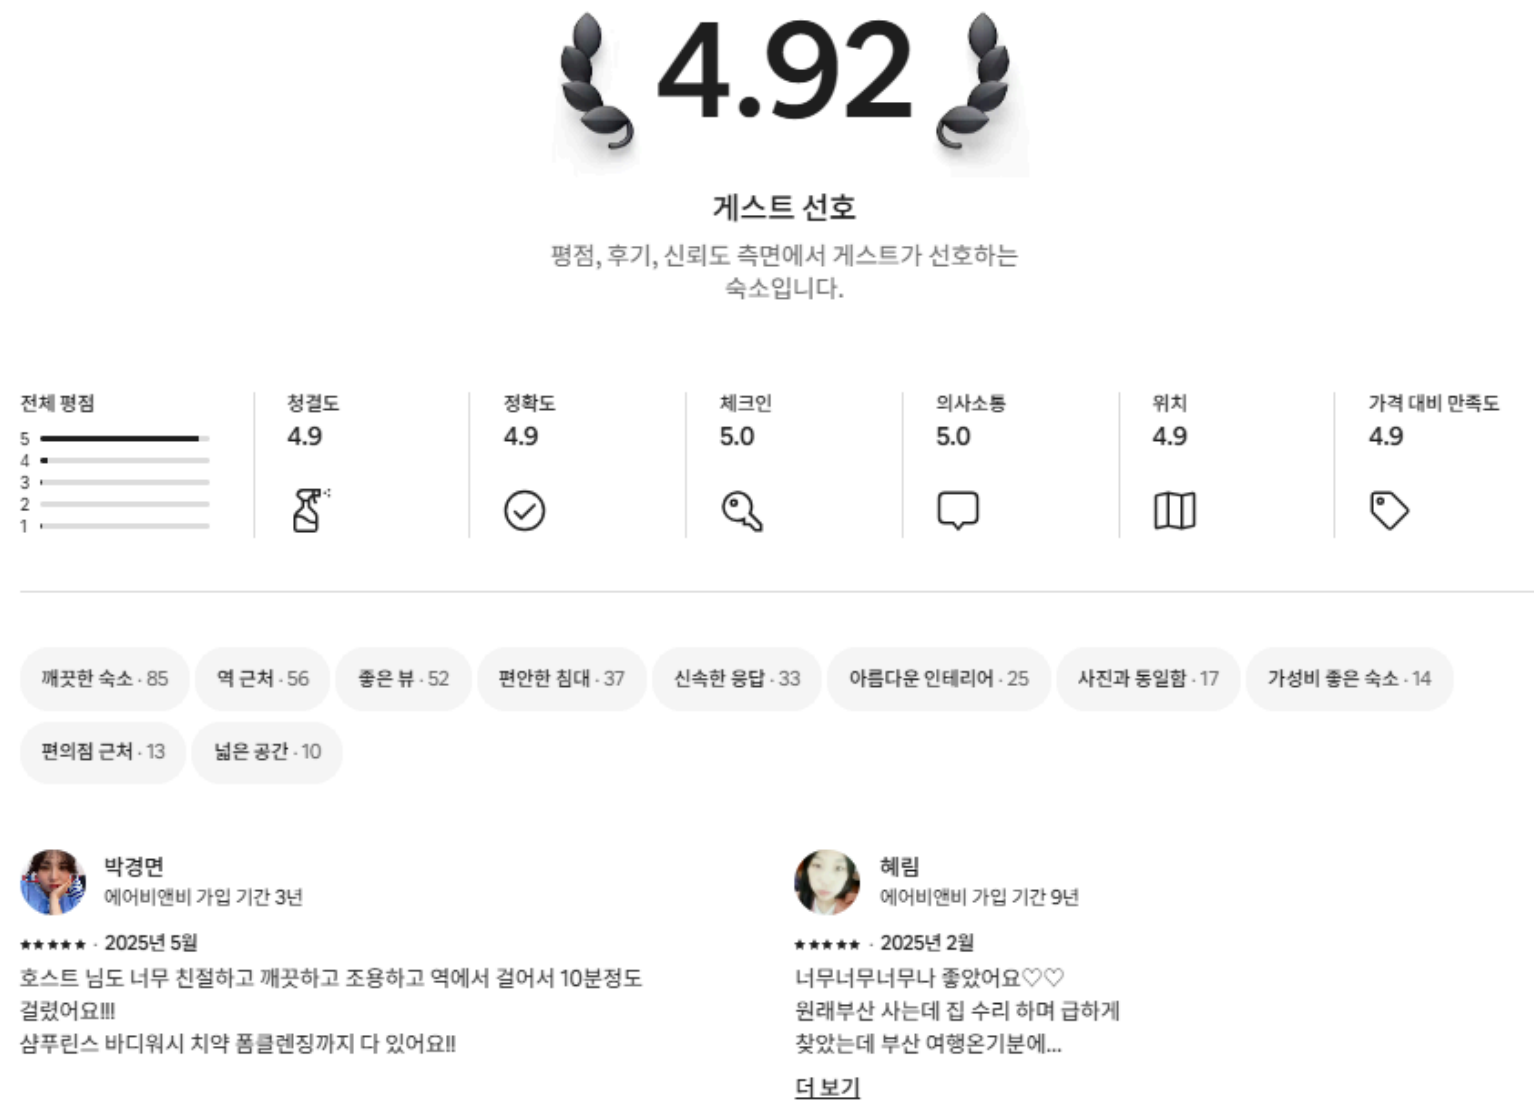 4.92
게스트 선호
평점, 후기, 신뢰도 측면에서 게스트가 선호하는
숙소입니다.
전체 평점
5
4
3
2
1
청결도
4.9
정확도
4.9
체크인
5.0
의사소통
5.0
위치
4.9
가격 대비 만족도
4.9
깨끗한 숙소 · 85
역 근처 · 56
좋은 뷰 · 52
편안한 침대 · 37
신속한 응답 · 33
아름다운 인테리어 · 25
사진과 동일함 · 17
가성비 좋은 숙소 · 14
편의점 근처 · 13
넓은 공간 · 10
박경면
에어비앤비 가입 기간 3년
★★★★★ · 2025년 5월
호스트 님도 너무 친절하고 깨끗하고 조용하고 역에서 걸어서 10분정도
걸렸어요!!!
샴푸린스 바디워시 치약 폼클렌징까지 다 있어요!!
혜림
에어비앤비 가입 기간 9년
★★★★★ · 2025년 2월
너무너무너무나 좋았어요♡♡
원래부산 사는데 집 수리 하며 급하게
찾았는데 부산 여행온기분에...
더 보기